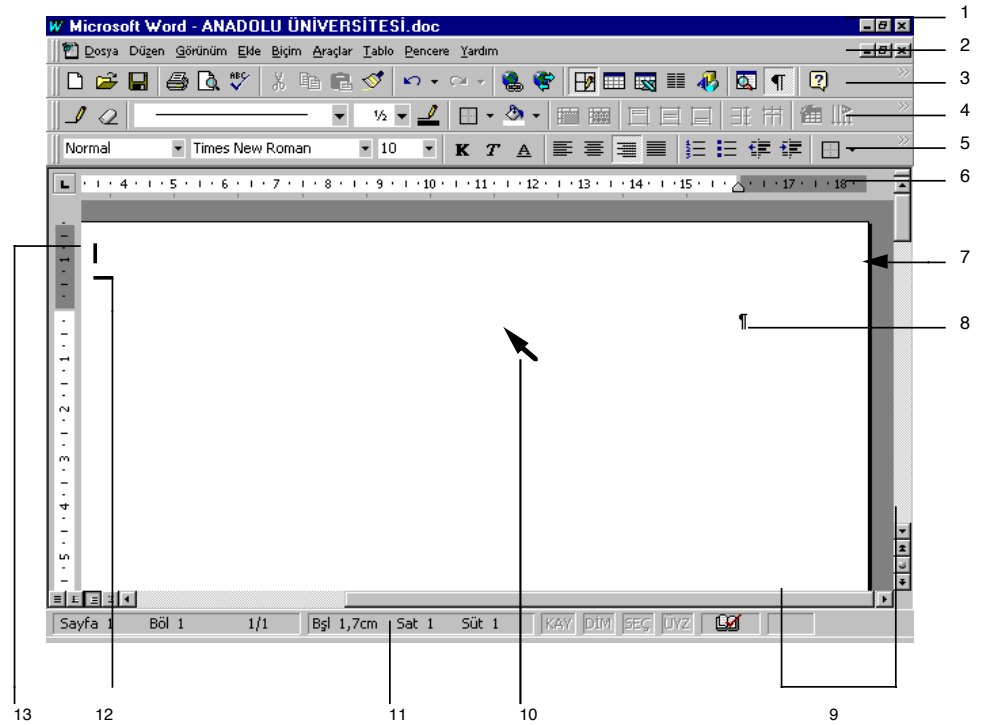 Microsoft Word - ANADOLU ÜNİVERSİTESİ.doc 1
Dosya Düzen Görünüm Ekle Biçim Araçlar Tablo Pencere Yardım 2
ABC 3
½ 4
Normal Times New Roman 10 K T A 5
4 5 6 7 8 9 10 11 12 13 14 15 17 18 6
1
7
¶ 8
1
2
3
4
5
Sayfa 1 Böl 1 1/1 Bşl 1,7cm Sat 1 Süt 1 KAY DİM SEÇ ÜYZ
13 12 11 10 9